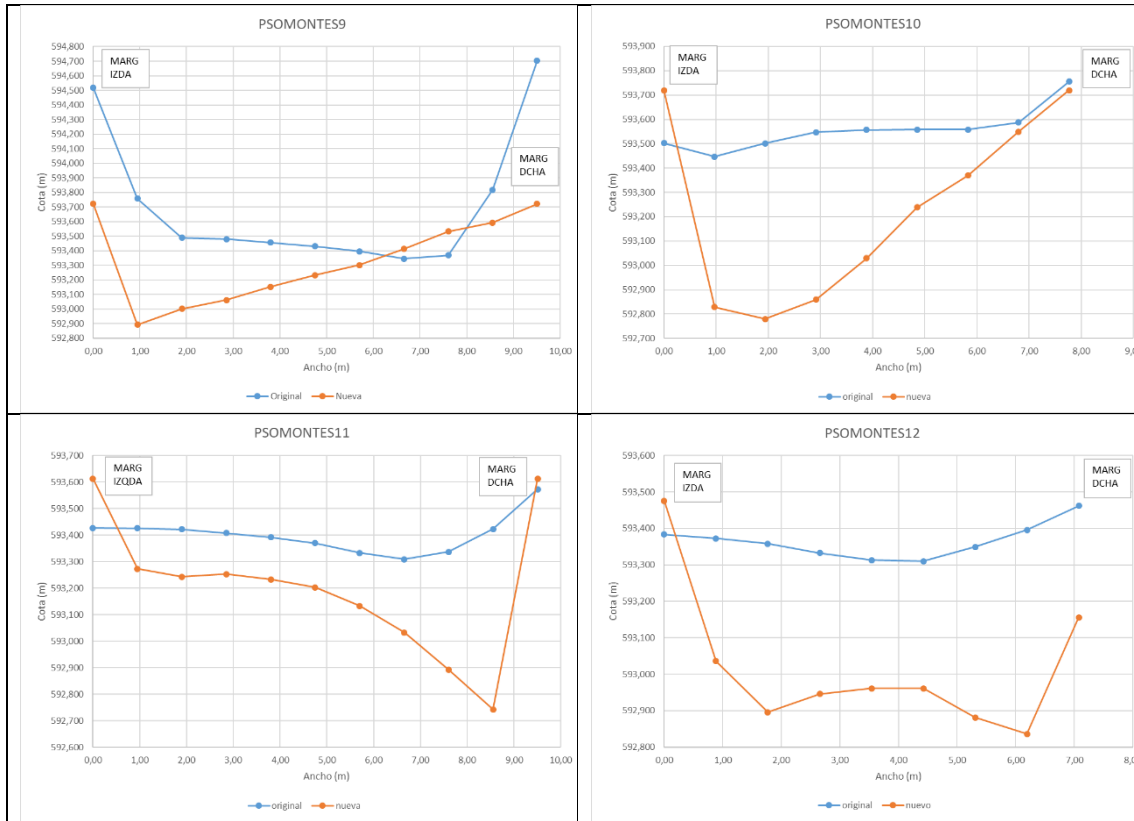 PSOMONTES9
594,800
594,700
594,600
594,500
594,400
594,300
594,200
594,100
594,000
593,900
593,800
593,700
593,600
593,500
593,400
593,300
593,200
593,100
593,000
592,900
592,800
Cota (m)
MARG
IZDA
MARG
DCHA
0,00 1,00 2,00 3,00 4,00 5,00 6,00 7,00 8,00 9,00 10,00
Ancho (m)
Original Nueva
PSOMONTES10
593,900
593,800
593,700
593,600
593,500
593,400
593,300
593,200
593,100
593,000
592,900
592,800
592,700
Cota (m)
MARG
IZDA
MARG
DCHA
0,00 1,00 2,00 3,00 4,00 5,00 6,00 7,00 8,00
Ancho (m)
original nueva
PSOMONTES11
593,700
593,600
593,500
593,400
593,300
593,200
593,100
593,000
592,900
592,800
592,700
592,600
Cota (m)
MARG
IZQDA
MARG
DCHA
0,00 1,00 2,00 3,00 4,00 5,00 6,00 7,00 8,00 9,00 10,00
Ancho (m)
original nueva
PSOMONTES12
593,600
593,500
593,400
593,300
593,200
593,100
593,000
592,900
592,800
Cota (m)
MARG
IZDA
MARG
DCHA
0,00 1,00 2,00 3,00 4,00 5,00 6,00 7,00
Ancho (m)
original nuevo